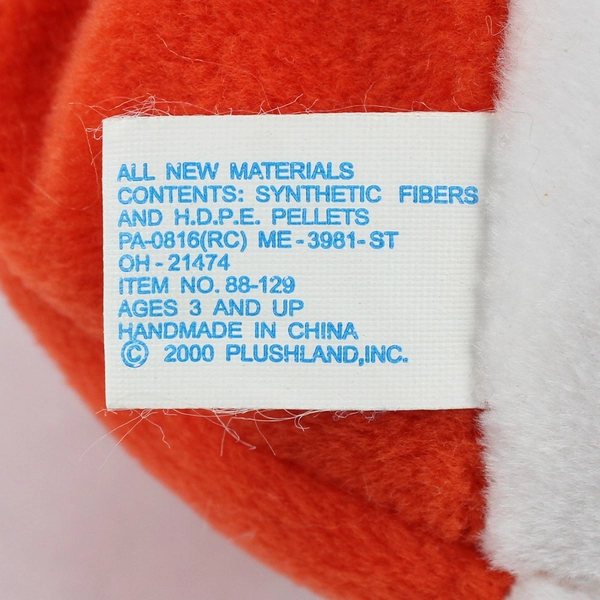 ALL NEW MATERIALS
CONTENTS: SYNTHETIC FIBERS
AND H.D.P.E. PELLETS
PA-0816(RC) ME-3981-ST
OH-21474
ITEM NO. 88-129
AGES 3 AND UP
HANDMADE IN CHINA
© 2000 PLUSHLAND,INC.